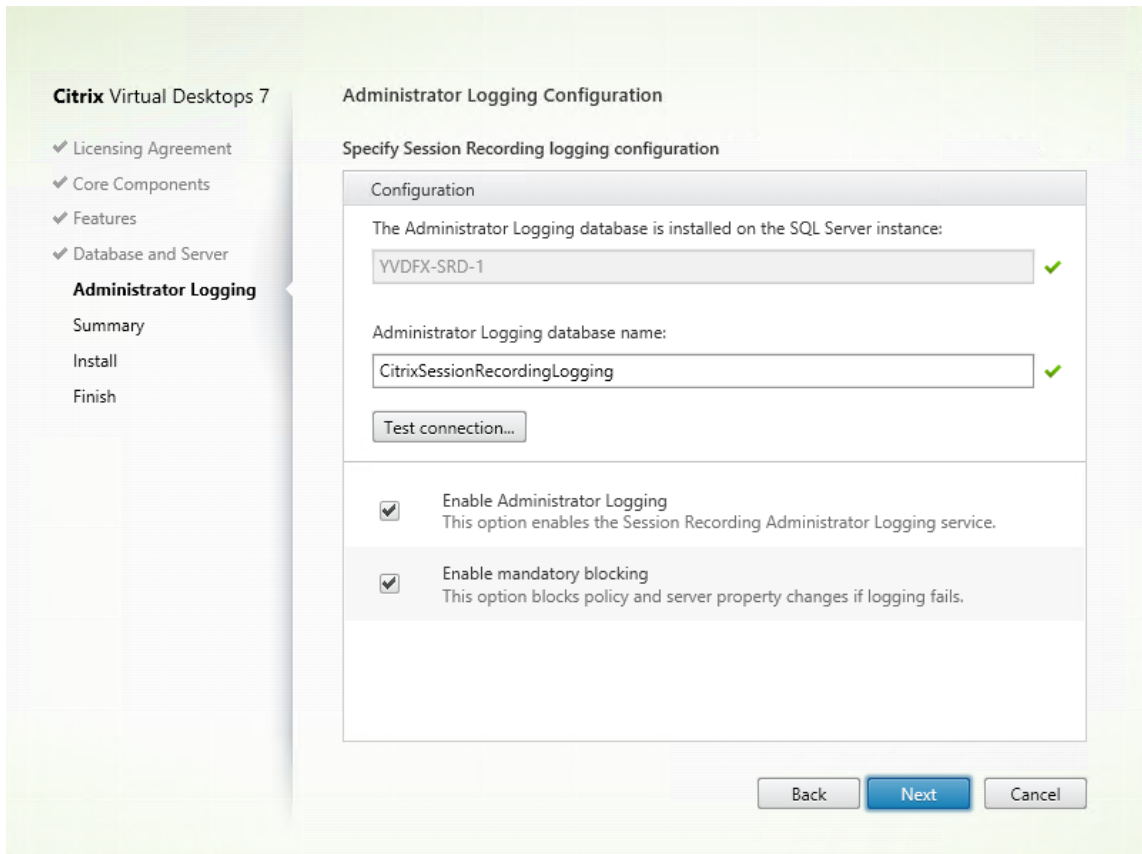 Citrix Virtual Desktops 7
Licensing Agreement
Core Components
Features
Database and Server
Administrator Logging
Summary
Install
Finish
Administrator Logging Configuration
Specify Session Recording logging configuration
Configuration
The Administrator Logging database is installed on the SQL Server instance:
YVDFX-SRD-1
Administrator Logging database name:
CitrixSessionRecordingLogging
Test connection...
Enable Administrator Logging
This option enables the Session Recording Administrator Logging service.
Enable mandatory blocking
This option blocks policy and server property changes if logging fails.
Back Next Cancel